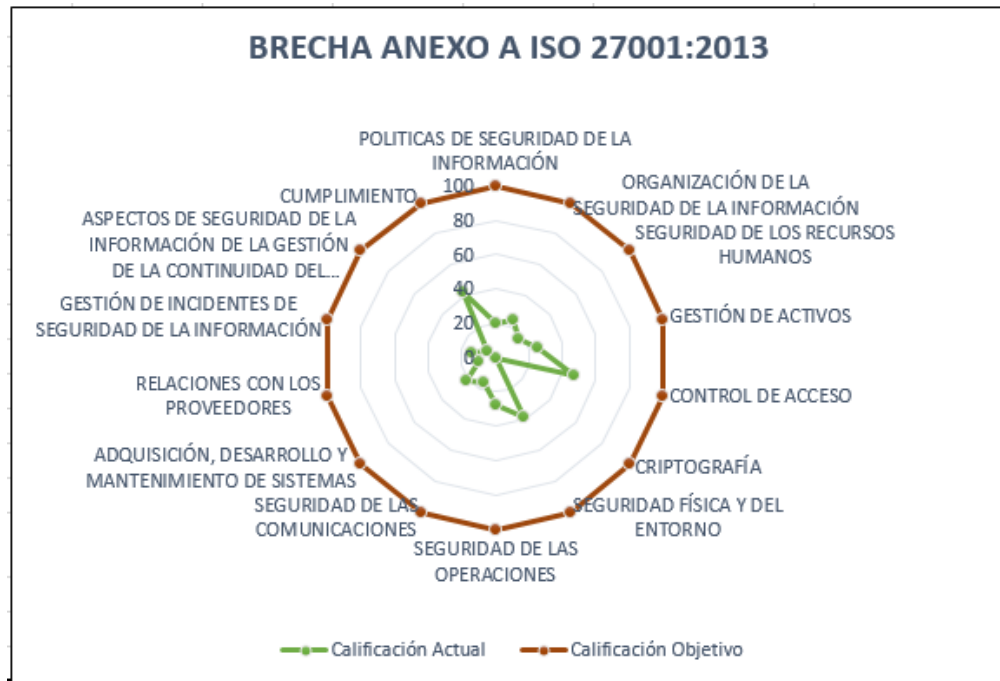 BRECHA ANEXO A ISO 27001:2013
POLITICAS DE SEGURIDAD DE LA
INFORMACIÓN
ORGANIZACIÓN DE LA
SEGURIDAD DE LA INFORMACIÓN
SEGURIDAD DE LOS RECURSOS
HUMANOS
GESTIÓN DE ACTIVOS
CONTROL DE ACCESO
CRIPTOGRAFÍA
SEGURIDAD FÍSICA Y DEL
ENTORNO
SEGURIDAD DE LAS
OPERACIONES
SEGURIDAD DE LAS
COMUNICACIONES
ADQUISICIÓN, DESARROLLO Y
MANTENIMIENTO DE SISTEMAS
RELACIONES CON LOS
PROVEEDORES
GESTIÓN DE INCIDENTES DE
SEGURIDAD DE LA INFORMACIÓN
ASPECTOS DE SEGURIDAD DE LA
INFORMACIÓN DE LA GESTIÓN
DE LA CONTINUIDAD DEL...
CUMPLIMIENTO
100
80
60
40
20
0
Calificación Actual
Calificación Objetivo